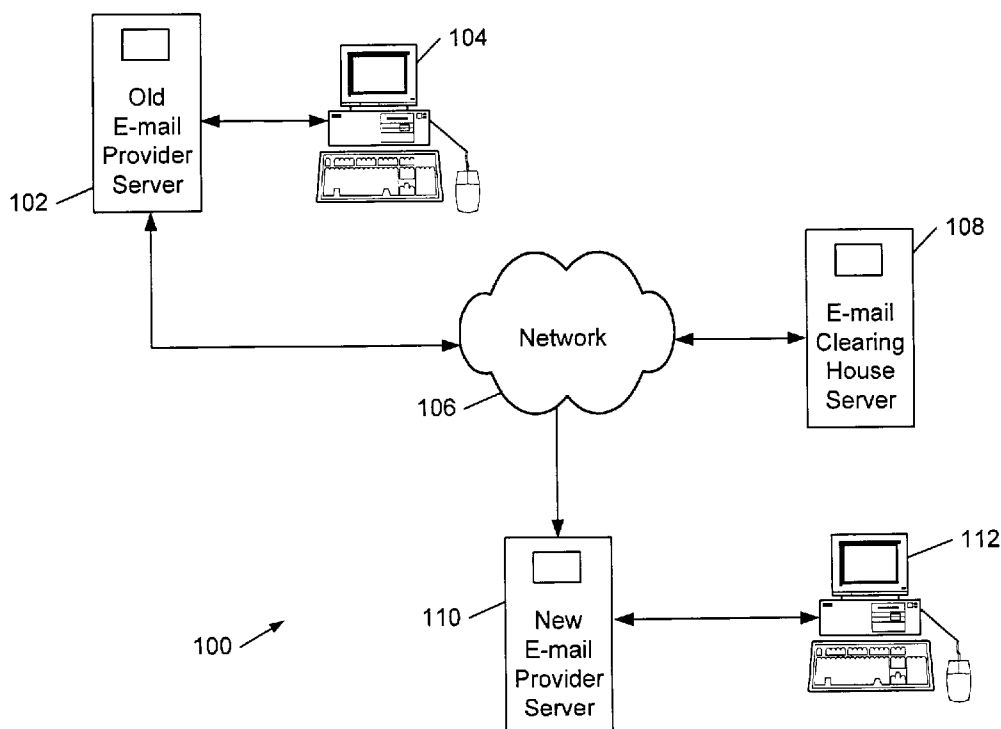 104
Old
E-mail
Provider
Server
102
108
Network
E-mail
Clearing
House
Server
106
112
110
New
E-mail
Provider
Server
100